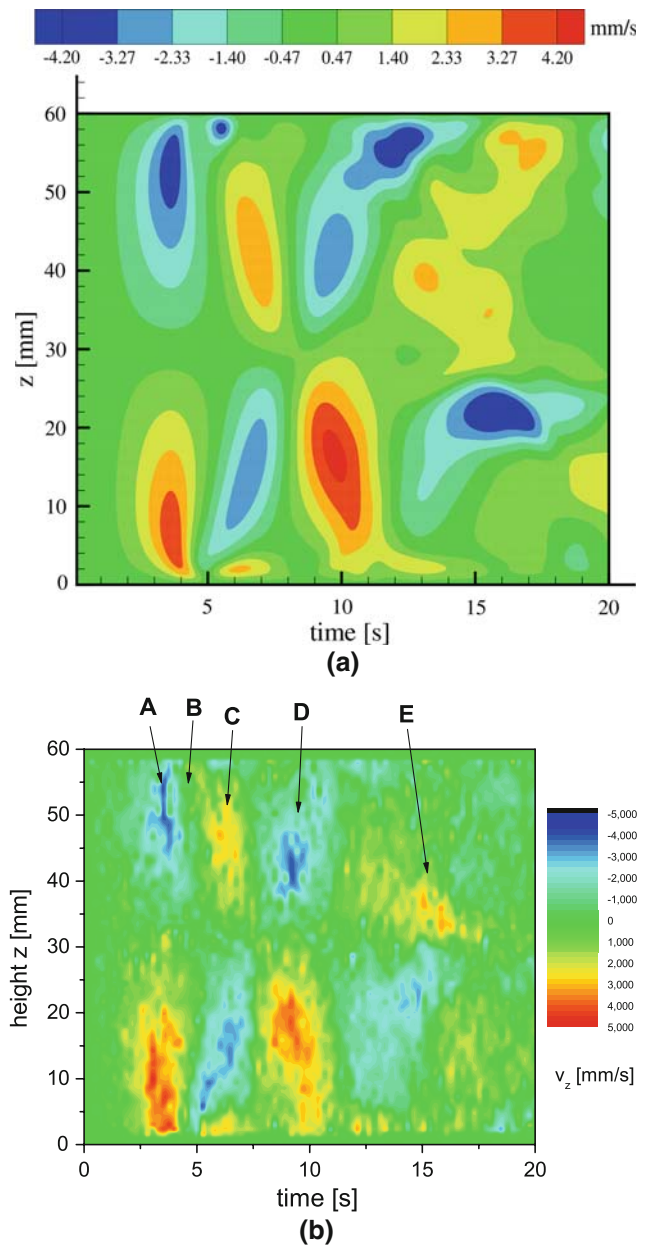 mm/s
-4.20 -3.27 -2.33 -1.40 -0.47 0.47 1.40 2.33 3.27 4.20
60
50
40
30
20
10
0
z [mm]
5 10 15 20
time [s]
(a)
A B C D E
60
50
40
30
20
10
0
height z [mm]
-5,000
-4,000
-3,000
-2,000
-1,000
0
1,000
2,000
3,000
4,000
5,000
v_z [mm/s]
0 5 10 15 20
time [s]
(b)